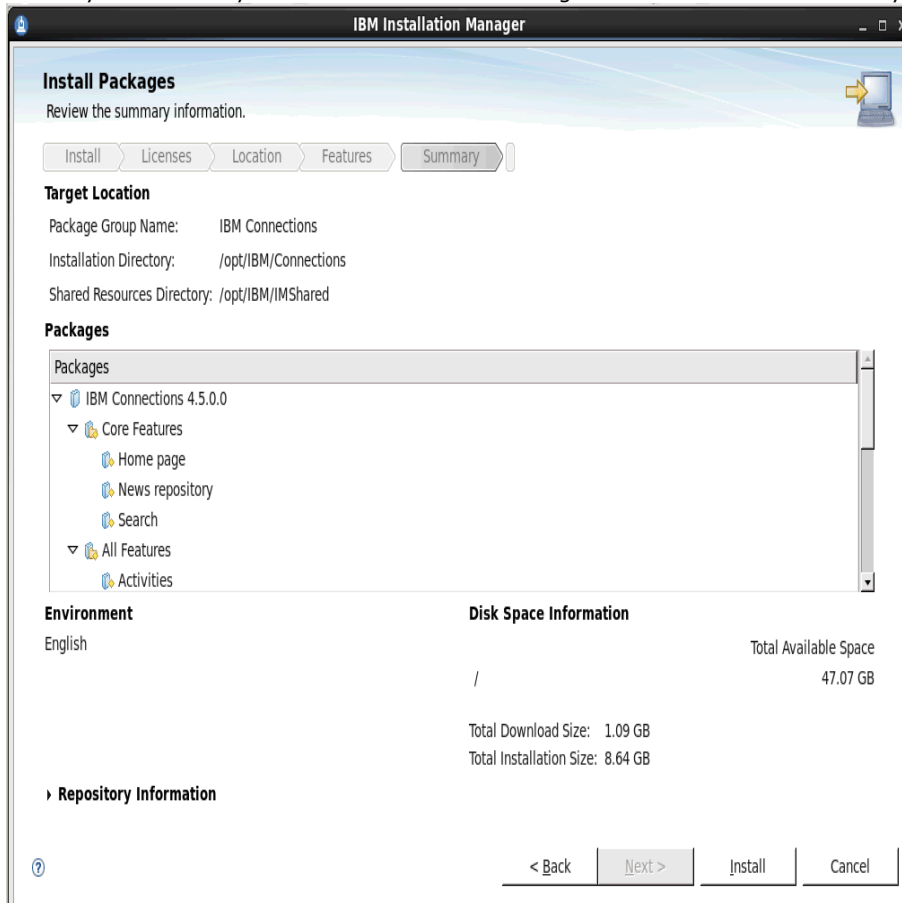 IBM Installation Manager
Install Packages
Review the summary information.
Install Licenses Location Features Summary
Target Location
Package Group Name: IBM Connections
Installation Directory: /opt/IBM/Connections
Shared Resources Directory: /opt/IBM/IMShared
Packages
Packages
IBM Connections 4.5.0.0
Core Features
Home page
News repository
Search
All Features
Activities
Environment Disk Space Information
English Total Available Space
/ 47.07 GB
Total Download Size: 1.09 GB
Total Installation Size: 8.64 GB
Repository Information
? < Back Next > Install Cancel